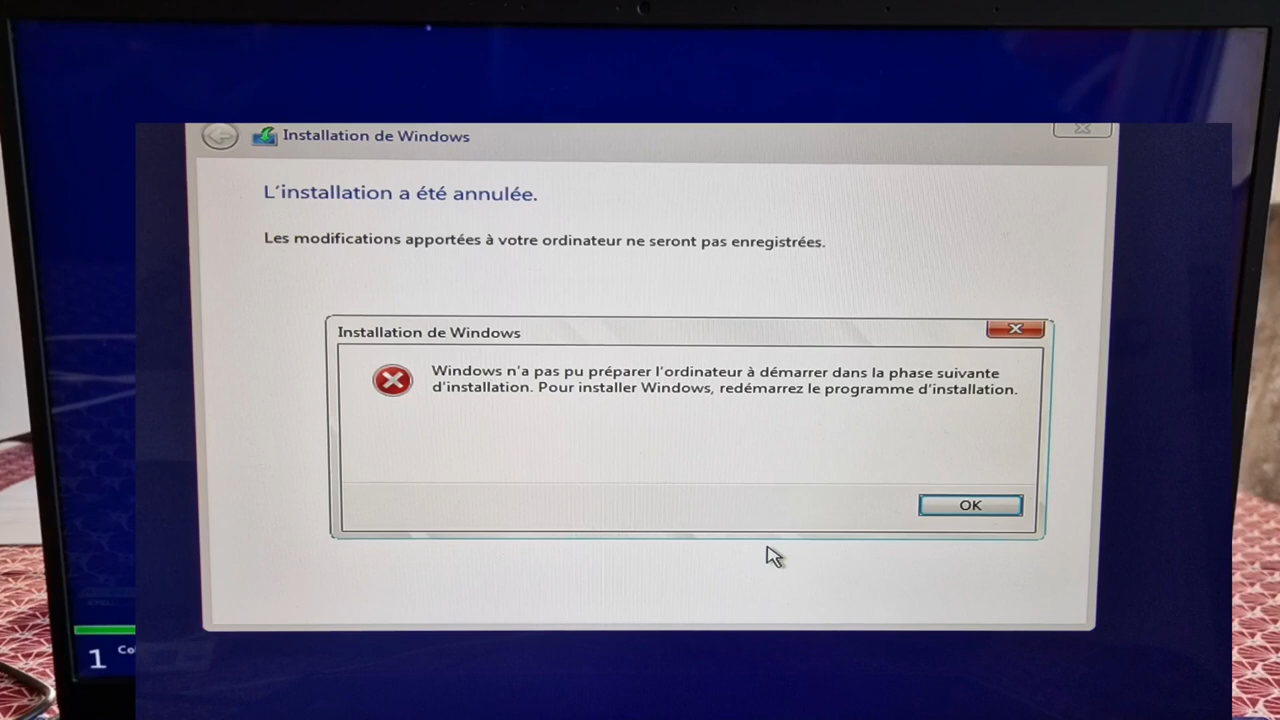 Installation de Windows
L'installation a été annulée.
Les modifications apportées à votre ordinateur ne seront pas enregistrées.
Installation de Windows
Windows n'a pas pu préparer l'ordinateur à démarrer dans la phase suivante
d'installation. Pour installer Windows, redémarrez le programme d'installation.
OK
1 Co